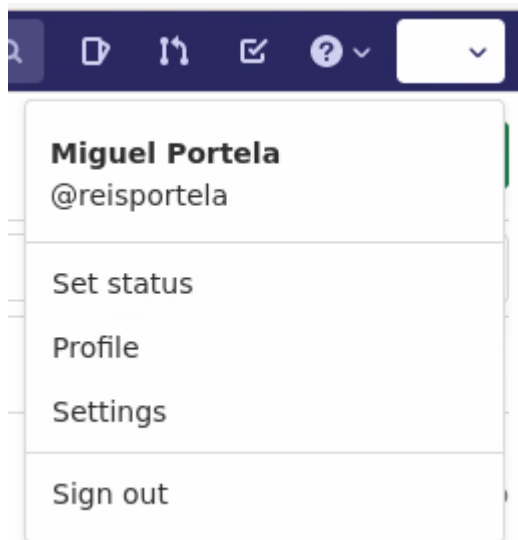 Miguel Portela
@reisportela
Set status
Profile
Settings
Sign out